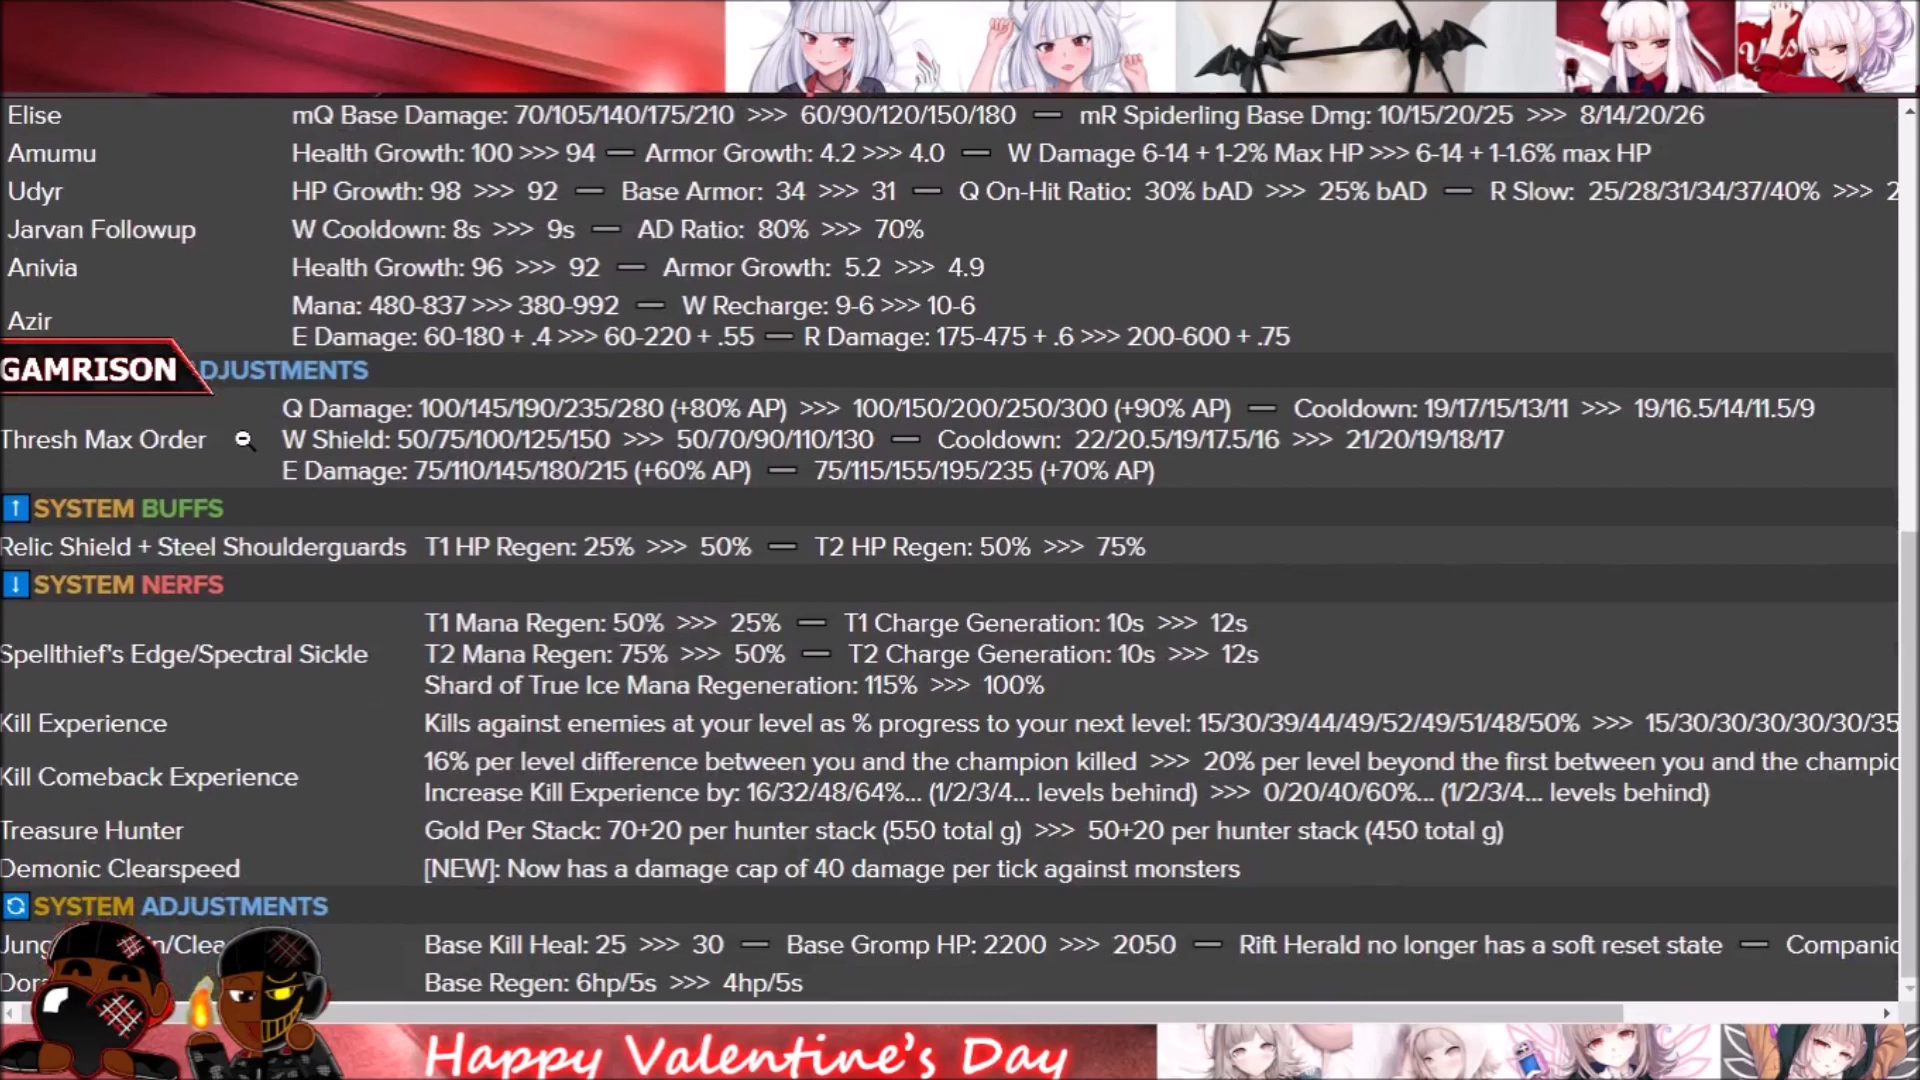 Yes
Elise mQ Base Damage: 70/105/140/175/210 >>> 60/90/120/150/180 — mR Spiderling Base Dmg: 10/15/20/25 >>> 8/14/20/26
Amumu Health Growth: 100 >>> 94 — Armor Growth: 4.2 >>> 4.0 — W Damage 6-14 + 1-2% Max HP >>> 6-14 + 1-1.6% max HP
Udyr HP Growth: 98 >>> 92 — Base Armor: 34 >>> 31 — Q On-Hit Ratio: 30% bAD >>> 25% bAD — R Slow: 25/28/31/34/37/40% >>> 2
Jarvan Followup W Cooldown: 8s >>> 9s — AD Ratio: 80% >>> 70%
Anivia Health Growth: 96 >>> 92 — Armor Growth: 5.2 >>> 4.9
Azir Mana: 480-837 >>> 380-992 — W Recharge: 9-6 >>> 10-6
E Damage: 60-180 + .4 >>> 60-220 + .55 — R Damage: 175-475 + .6 >>> 200-600 + .75
GAMRISON DJUSTMENTS
Q Damage: 100/145/190/235/280 (+80% AP) >>> 100/150/200/250/300 (+90% AP) — Cooldown: 19/17/15/13/11 >>> 19/16.5/14/11.5/9
Thresh Max Order W Shield: 50/75/100/125/150 >>> 50/70/90/110/130 — Cooldown: 22/20.5/19/17.5/16 >>> 21/20/19/18/17
E Damage: 75/110/145/180/215 (+60% AP) — 75/115/155/195/235 (+70% AP)
↑ SYSTEM BUFFS
Relic Shield + Steel Shoulderguards T1 HP Regen: 25% >>> 50% — T2 HP Regen: 50% >>> 75%
↓ SYSTEM NERFS
T1 Mana Regen: 50% >>> 25% — T1 Charge Generation: 10s >>> 12s
Spellthief's Edge/Spectral Sickle T2 Mana Regen: 75% >>> 50% — T2 Charge Generation: 10s >>> 12s
Shard of True Ice Mana Regeneration: 115% >>> 100%
Kill Experience Kills against enemies at your level as % progress to your next level: 15/30/39/44/49/52/49/51/48/50% >>> 15/30/30/30/30/30/35
Kill Comeback Experience 16% per level difference between you and the champion killed >>> 20% per level beyond the first between you and the champic
Increase Kill Experience by: 16/32/48/64%... (1/2/3/4... levels behind) >>> 0/20/40/60%... (1/2/3/4... levels behind)
Treasure Hunter Gold Per Stack: 70+20 per hunter stack (550 total g) >>> 50+20 per hunter stack (450 total g)
Demonic Clearspeed [NEW]: Now has a damage cap of 40 damage per tick against monsters
SYSTEM ADJUSTMENTS
Jung n/Clea Base Kill Heal: 25 >>> 30 — Base Gromp HP: 2200 >>> 2050 — Rift Herald no longer has a soft reset state — Companio
Dor Base Regen: 6hp/5s >>> 4hp/5s
Happy Valentine's Day